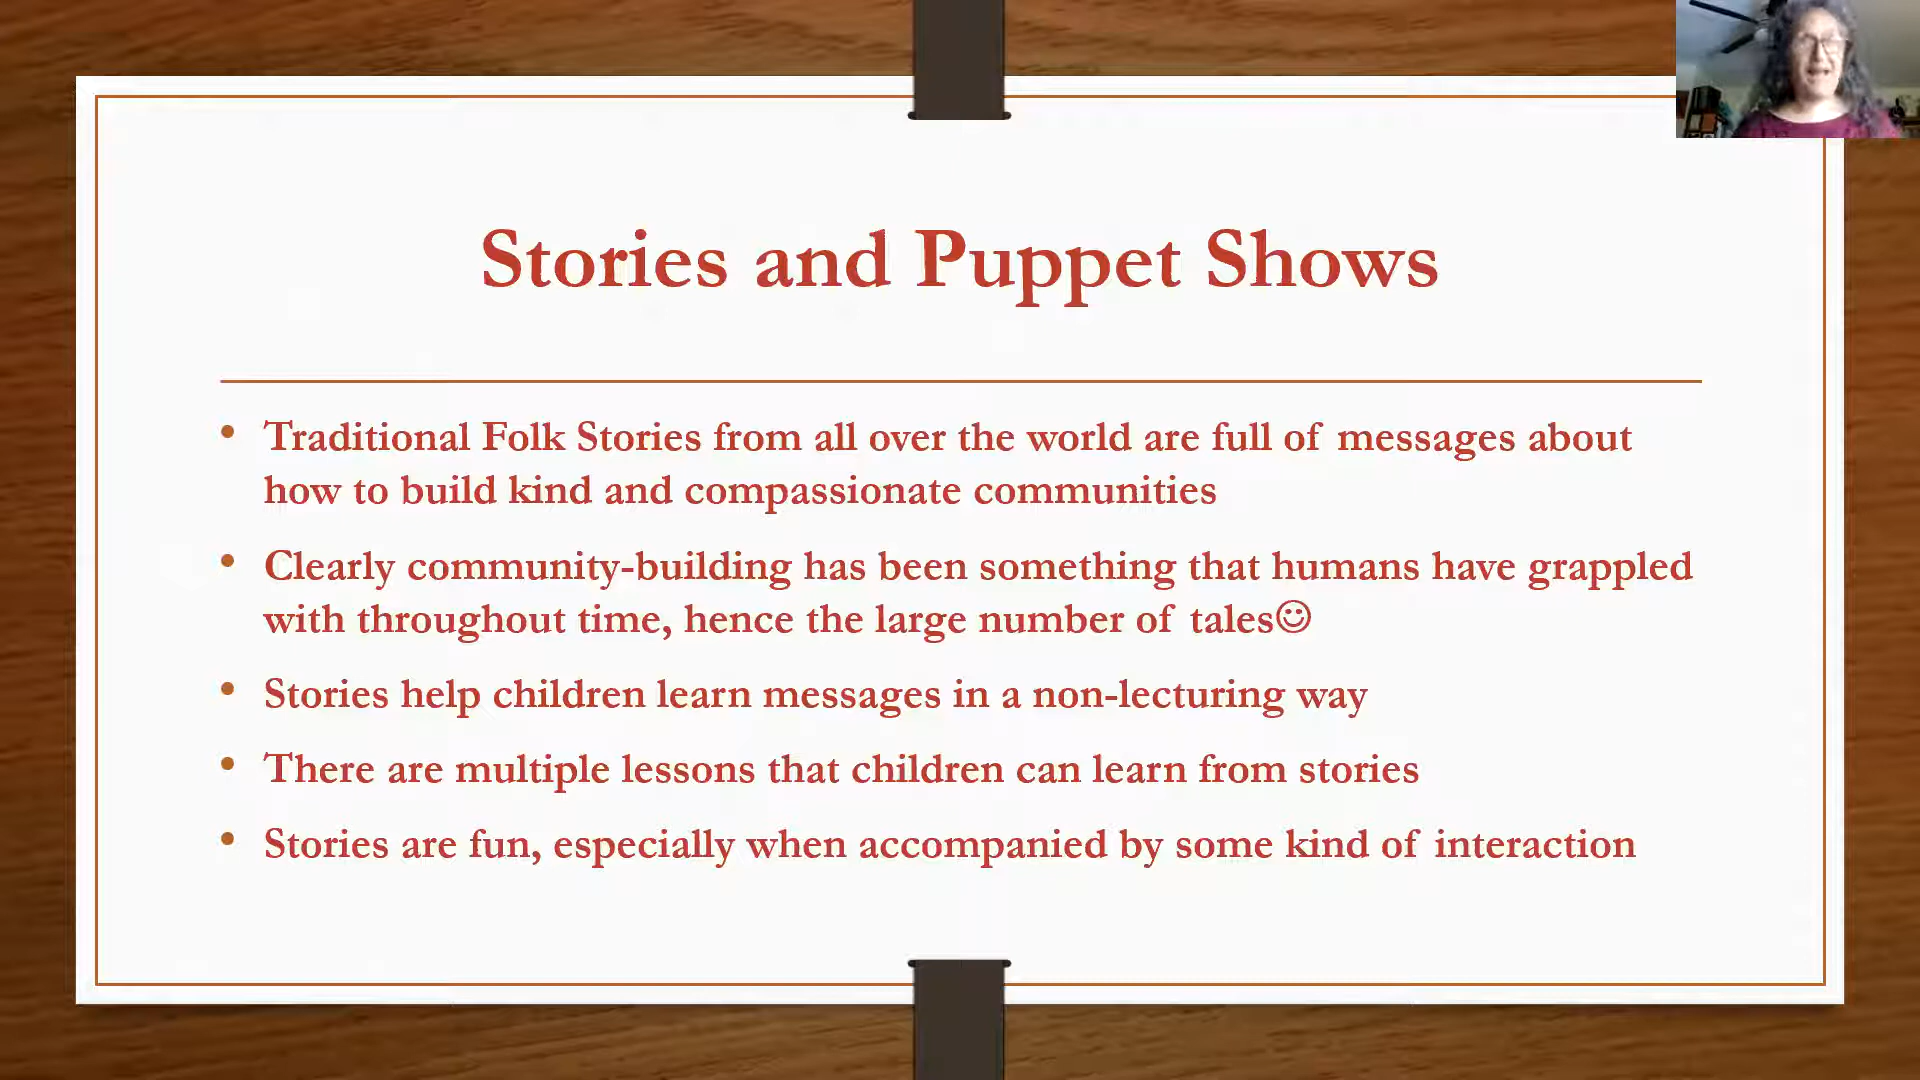 Stories and Puppet Shows
• Traditional Folk Stories from all over the world are full of messages about
how to build kind and compassionate communities
• Clearly community-building has been something that humans have grappled
with throughout time, hence the large number of tales☺
• Stories help children learn messages in a non-lecturing way
• There are multiple lessons that children can learn from stories
• Stories are fun, especially when accompanied by some kind of interaction